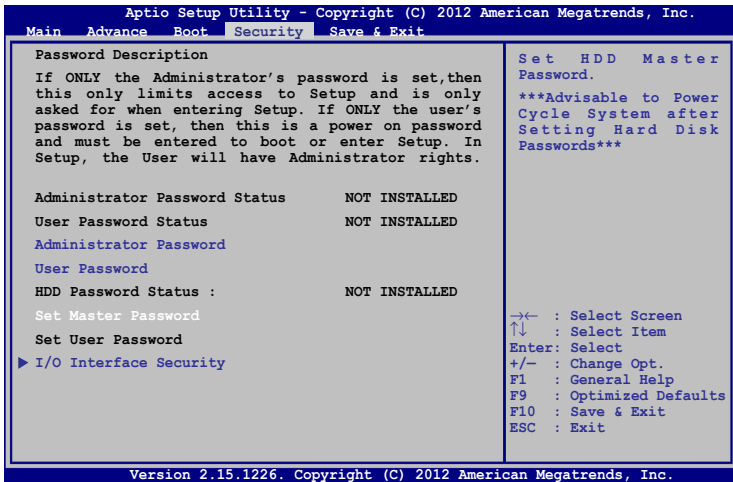 Aptio Setup Utility - Copyright (C) 2012 American Megatrends, Inc.
Main Advance Boot Security Save & Exit
Password Description
If ONLY the Administrator's password is set,then
this only limits access to Setup and is only
asked for when entering Setup. If ONLY the user's
password is set, then this is a power on password
and must be entered to boot or enter Setup. In
Setup, the User will have Administrator rights.
Administrator Password Status NOT INSTALLED
User Password Status NOT INSTALLED
Administrator Password
User Password
HDD Password Status : NOT INSTALLED
Set Master Password
Set User Password
▶ I/O Interface Security
Set HDD Master
Password.
***Advisable to Power
Cycle System after
Setting Hard Disk
Passwords***
→← : Select Screen
↑↓ : Select Item
Enter: Select
+/— : Change Opt.
F1 : General Help
F9 : Optimized Defaults
F10 : Save & Exit
ESC : Exit
Version 2.15.1226. Copyright (C) 2012 American Megatrends, Inc.